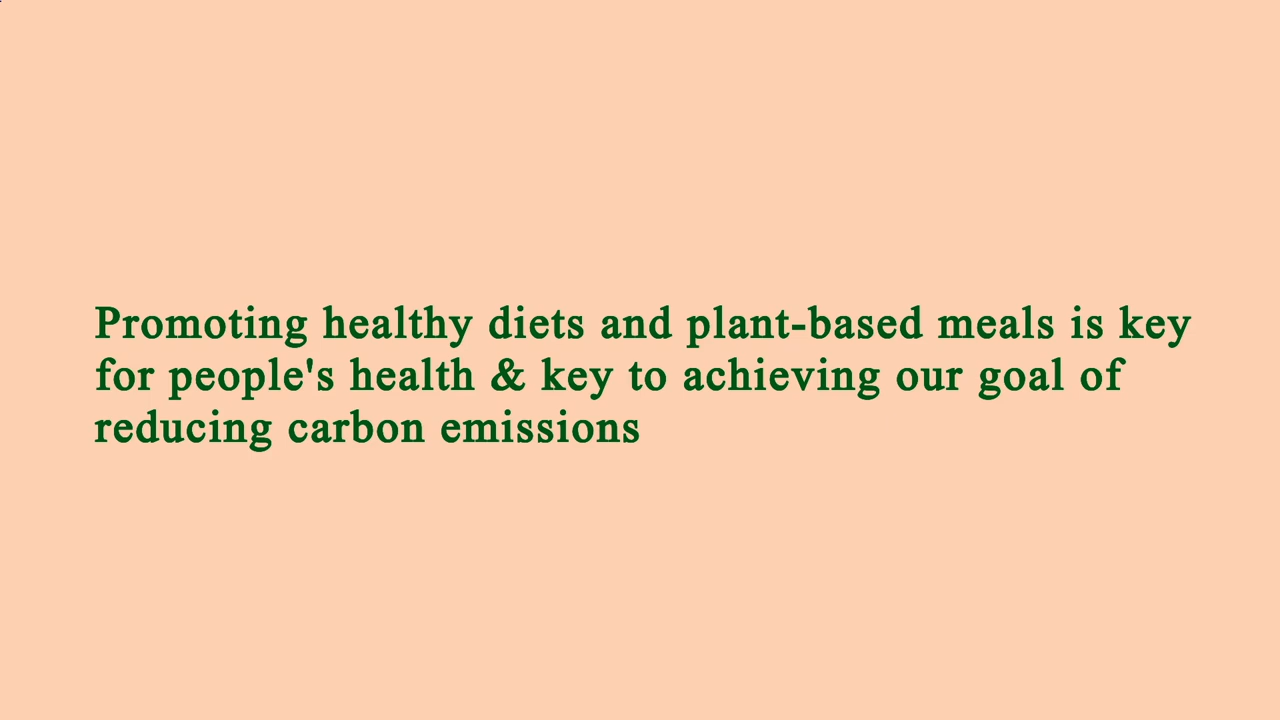 Promoting healthy diets and plant-based meals is key
for people's health & key to achieving our goal of
reducing carbon emissions